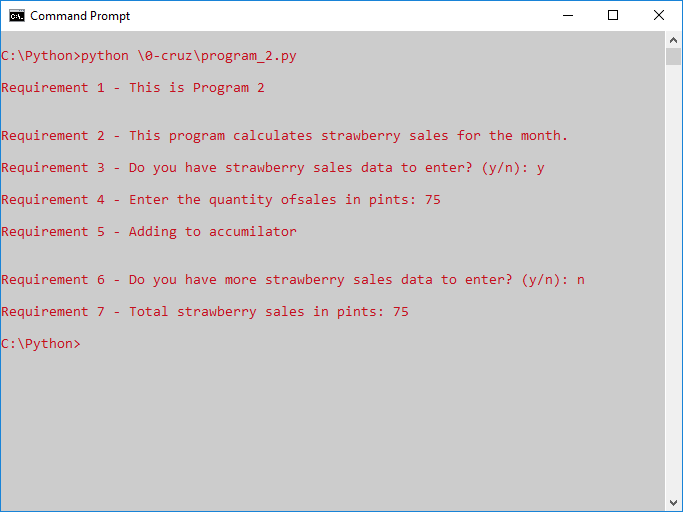 Command Prompt
C:\Python>python \0-cruz\program_2.py
Requirement 1 - This is Program 2
Requirement 2 - This program calculates strawberry sales for the month.
Requirement 3 - Do you have strawberry sales data to enter? (y/n): y
Requirement 4 - Enter the quantity ofsales in pints: 75
Requirement 5 - Adding to accumilator
Requirement 6 - Do you have more strawberry sales data to enter? (y/n): n
Requirement 7 - Total strawberry sales in pints: 75
C:\Python>